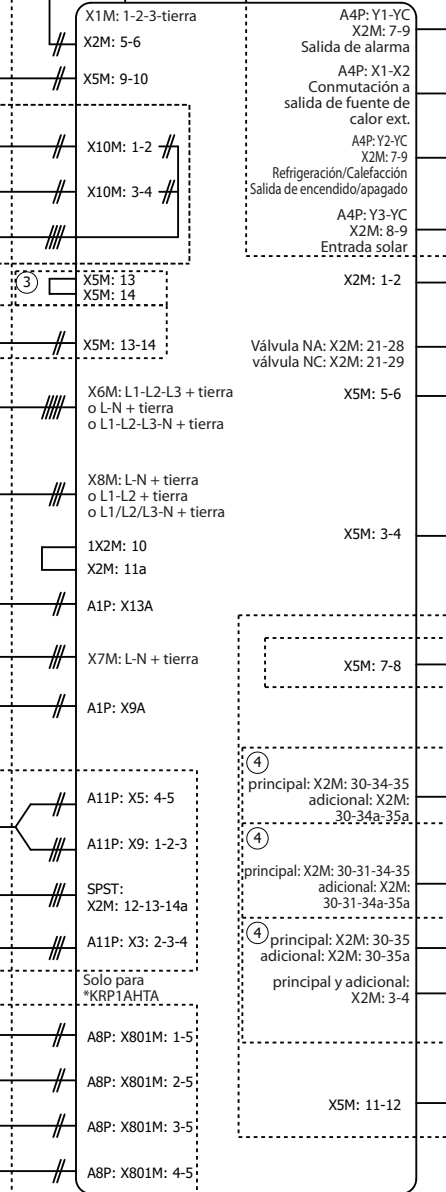 X1M: 1-2-3-tierra
X2M: 5-6
X5M: 9-10
X10M: 1-2
X10M: 3-4
3
X5M: 13
X5M: 14
X5M: 13-14
X6M: L1-L2-L3 + tierra
o L-N + tierra
o L1-L2-L3-N + tierra
X8M: L-N + tierra
o L1-L2 + tierra
o L1/L2/L3-N + tierra
1X2M: 10
X2M: 11a
A1P: X13A
X7M: L-N + tierra
A1P: X9A
A11P: X5: 4-5
A11P: X9: 1-2-3
SPST:
X2M: 12-13-14a
A11P: X3: 2-3-4
Solo para
*KRP1AHTA
A8P: X801M: 1-5
A8P: X801M: 2-5
A8P: X801M: 3-5
A8P: X801M: 4-5
A4P: Y1-YC
X2M: 7-9
Salida de alarma
A4P: X1-X2
Conmutación a
salida de fuente de
calor ext.
A4P: Y2-YC
X2M: 7-9
Refrigeración/Calefacción
Salida de encendido/apagado
A4P: Y3-YC
X2M: 8-9
Entrada solar
X2M: 1-2
Válvula NA: X2M: 21-28
válvula NC: X2M: 21-29
X5M: 5-6
X5M: 3-4
X5M: 7-8
4
principal: X2M: 30-34-35
adicional: X2M:
30-34a-35a
4
principal: X2M: 30-31-34-35
adicional: X2M:
30-31-34a-35a
4
principal: X2M: 30-35
adicional: X2M: 30-35a
principal y adicional:
X2M: 3-4
X5M: 11-12